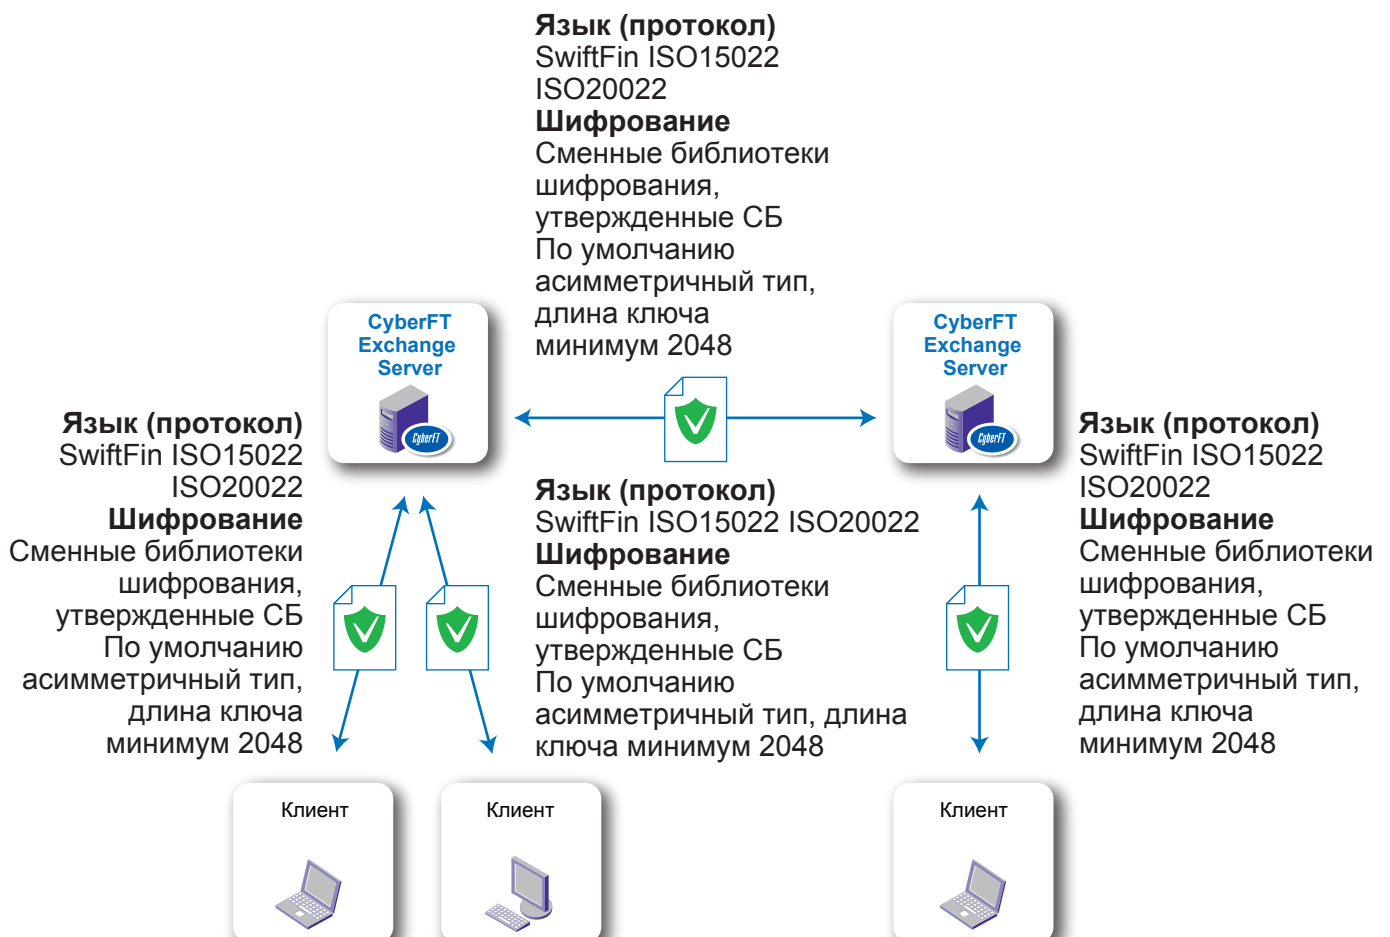 Язык (протокол)
SwiftFin ISO15022
ISO20022
Шифрование
Сменные библиотеки
шифрования,
утвержденные СБ
По умолчанию
асимметричный тип,
длина ключа
минимум 2048
CyberFT
Exchange
Server
CyberFT
CyberFT
Exchange
Server
CyberFT
Язык (протокол)
SwiftFin ISO15022
ISO20022
Шифрование
Сменные библиотеки
шифрования,
утвержденные СБ
По умолчанию
асимметричный тип,
длина ключа
минимум 2048
Язык (протокол)
SwiftFin ISO15022 ISO20022
Шифрование
Сменные библиотеки
шифрования,
утвержденные СБ
По умолчанию
асимметричный тип, длина
ключа минимум 2048
Язык (протокол)
SwiftFin ISO15022
ISO20022
Шифрование
Сменные библиотеки
шифрования,
утвержденные СБ
По умолчанию
асимметричный тип,
длина ключа
минимум 2048
Клиент
Клиент
Клиент